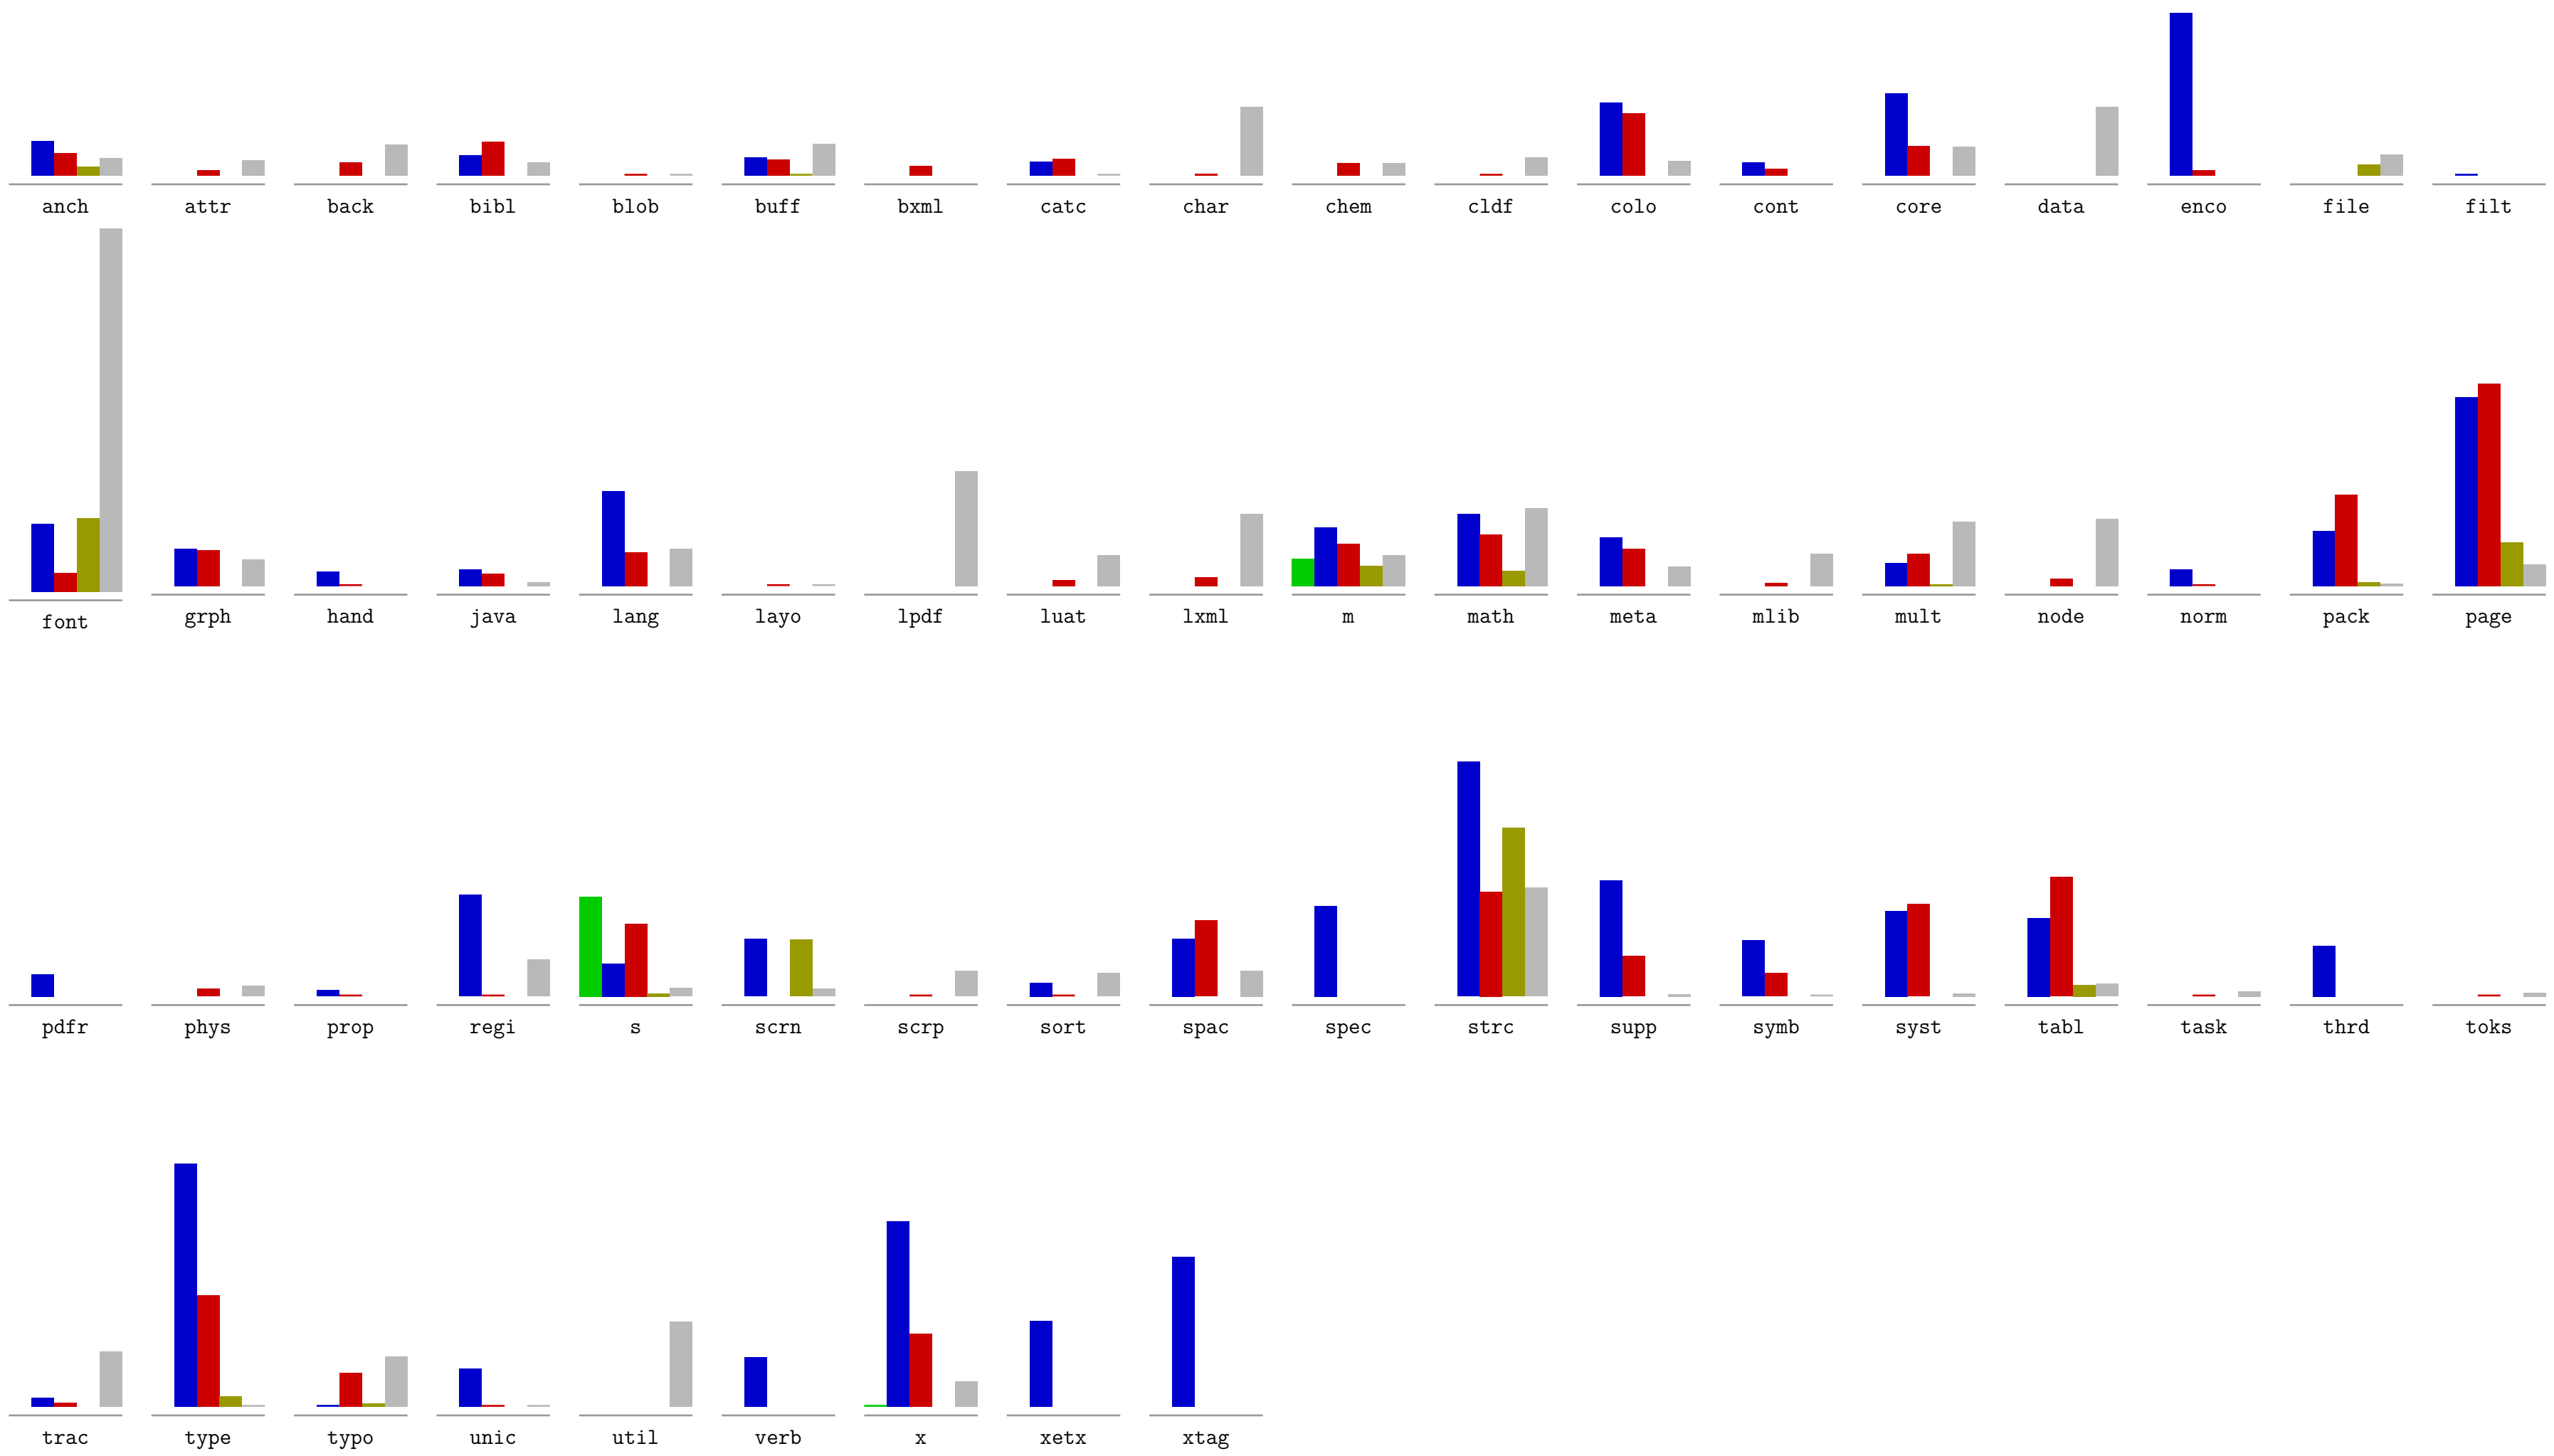 anch attr back bibl blob buff bxml catc char chem cldf colo cont core data enco file filt
font grph hand java lang layo lpdf luat lxml m math meta mlib mult node norm pack page
pdfr phys prop regi s scrn scrp sort spac spec strc supp symb syst tabl task thrd toks
trac type typo unic util verb x xetx xtag